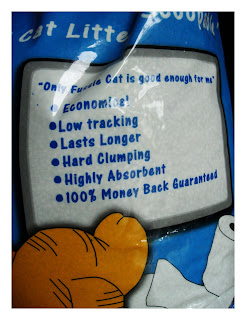 Cat Litte
"Only Fussie Cat is good enough for me"
● Economical
● Low tracking
● Lasts Longer
● Hard Clumping
● Highly Absorbent
● 100% Money Back Guaranteed